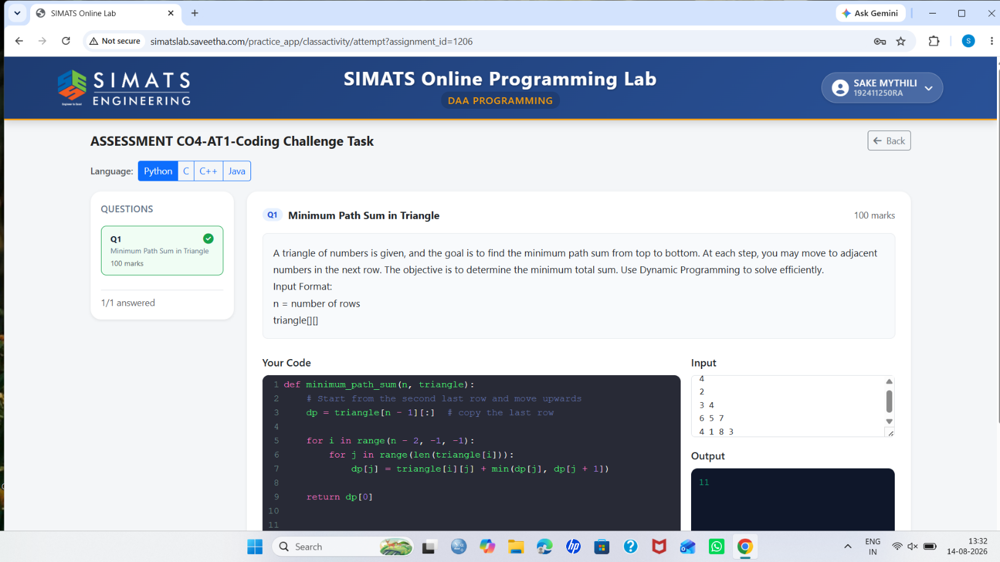 SIMATS Online Lab
Ask Gemini
Not secure
simatslab.saveetha.com/practice_app/classactivity/attempt?assignment_id=1206
S
SIMATS
ENGINEERING
Engineer to Excel
SIMATS Online Programming Lab
DAA PROGRAMMING
SAKE MYTHILI
192411250RA
ASSESSMENT CO4-AT1-Coding Challenge Task
Back
Language:
Python
C
C++
Java
QUESTIONS
Q1
Minimum Path Sum in Triangle
100 marks
1/1 answered
Q1 Minimum Path Sum in Triangle
100 marks
A triangle of numbers is given, and the goal is to find the minimum path sum from top to bottom. At each step, you may move to adjacent
numbers in the next row. The objective is to determine the minimum total sum. Use Dynamic Programming to solve efficiently.
Input Format:
n = number of rows
triangle[][]
Your Code
1 def minimum_path_sum(n, triangle):
2     # Start from the second last row and move upwards
3     dp = triangle[n - 1][:]  # copy the last row
4
5     for i in range(n - 2, -1, -1):
6         for j in range(len(triangle[i])):
7             dp[j] = triangle[i][j] + min(dp[j], dp[j + 1])
8
9     return dp[0]
10
11
Input
4
2
3 4
6 5 7
4 1 8 3
Output
11
Search
hp
ENG
IN
13:32
14-08-2026